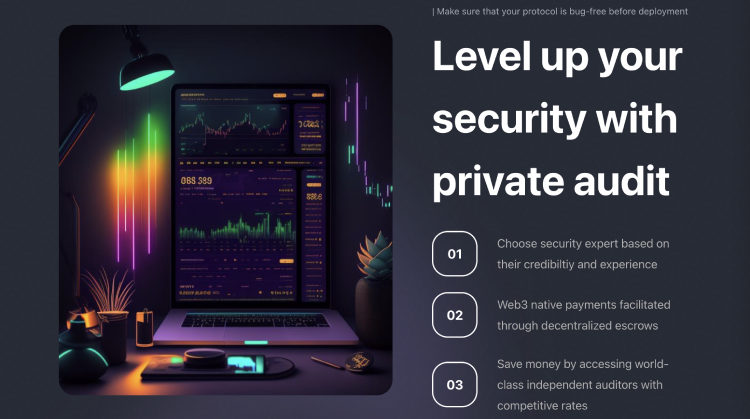 | Make sure that your protocol is bug-free before deployment
Level up your
security with
private audit
01
Choose security expert based on
their credibiltiy and experience
02
Web3 native payments facilitated
through decentralized escrows
03
Save money by accessing world-
class independent auditors with
competitive rates